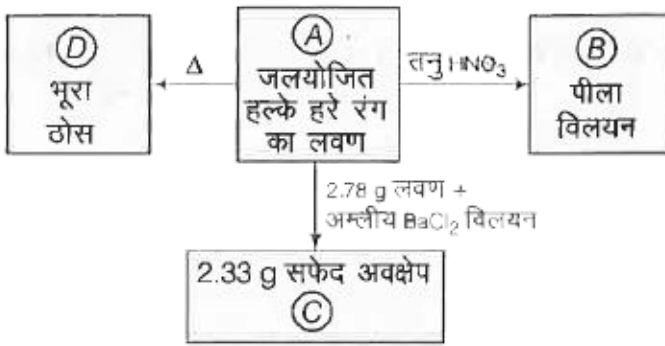 D
भूरा
ठोस
Δ
A
जलयोजित
हल्के हरे रंग
का लवण
तनु HNO₃
B
पीला
विलयन
2.78 g लवण +
अम्लीय BaCl₂ विलयन
2.33 g सफेद अवक्षेप
C